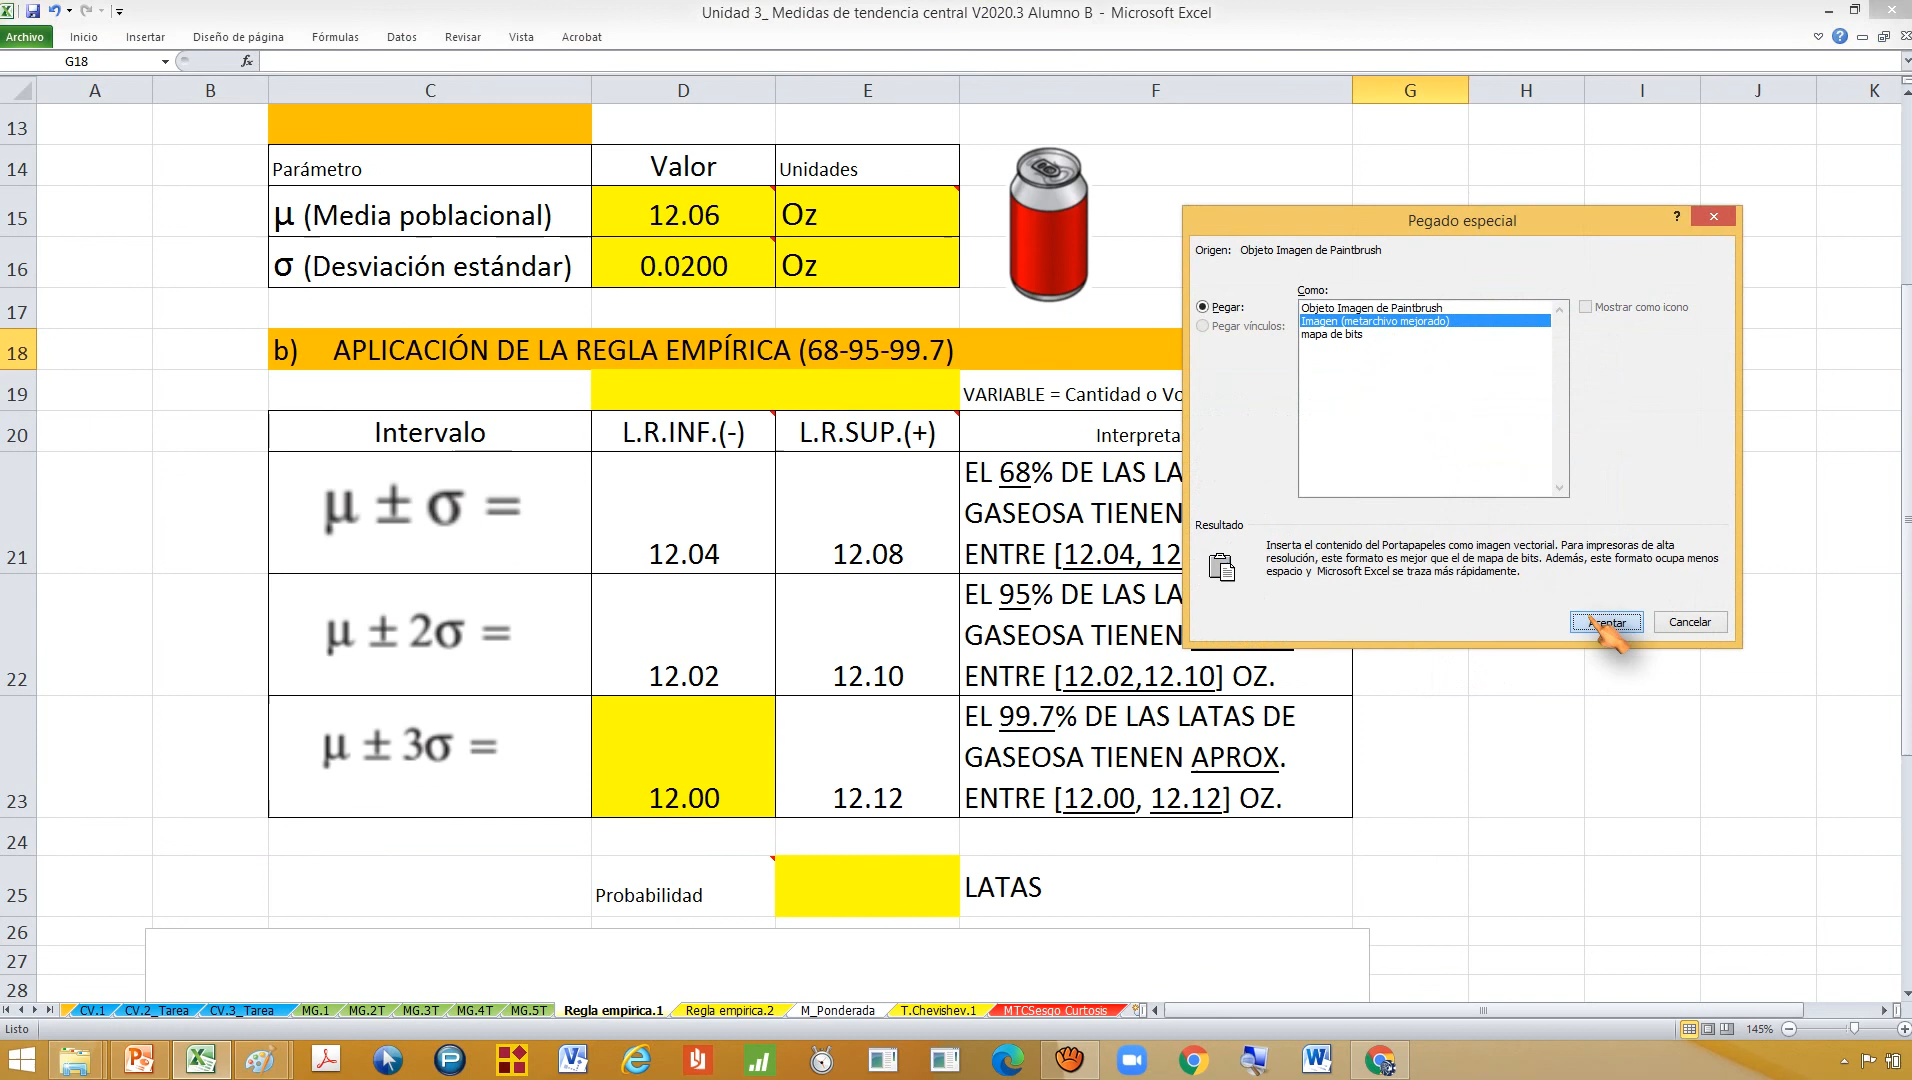 Unidad 3_ Medidas de tendencia central V2020.3 Alumno B - Microsoft Excel
Archivo Inicio Insertar Diseño de página Fórmulas Datos Revisar Vista Acrobat
G18 fx
A B C D E F G H I J K
13
14 Parámetro Valor Unidades
15 μ (Media poblacional) 12.06 Oz
16 σ (Desviación estándar) 0.0200 Oz
17
18 b) APLICACIÓN DE LA REGLA EMPÍRICA (68-95-99.7)
19 VARIABLE = Cantidad o
20 Intervalo L.R.INF.(-) L.R.SUP.(+) Interpreta
EL 68% DE LAS LA
μ ± σ = GASEOSA TIENEN
21 12.04 12.08 ENTRE [12.04, 12
EL 95% DE LAS LA
μ ± 2σ = GASEOSA TIENEN
22 12.02 12.10 ENTRE [12.02,12.10] OZ.
EL 99.7% DE LAS LATAS DE
μ ± 3σ = GASEOSA TIENEN APROX.
23 12.00 12.12 ENTRE [12.00, 12.12] OZ.
24
25 Probabilidad LATAS
26
27
28
Pegado especial
Origen: Objeto Imagen de Paintbrush
Como:
Pegar:
Pegar vínculos:
Objeto Imagen de Paintbrush
Imagen (metarchivo mejorado)
mapa de bits
Mostrar como icono
Resultado
Inserta el contenido del Portapapeles como imagen vectorial. Para impresoras de alta
resolución, este formato es mejor que el de mapa de bits. Además, este formato ocupa menos
espacio y Microsoft Excel se traza más rápidamente.
Aceptar Cancelar
CV.1 CV.2_Tarea CV.3_Tarea MG.1 MG.2T MG.3T MG.4T MG.5T Regla empirica.1 Regla empirica.2 M_Ponderada T.Chevishev.1 MTCSesgo Curtosis
Listo 145%